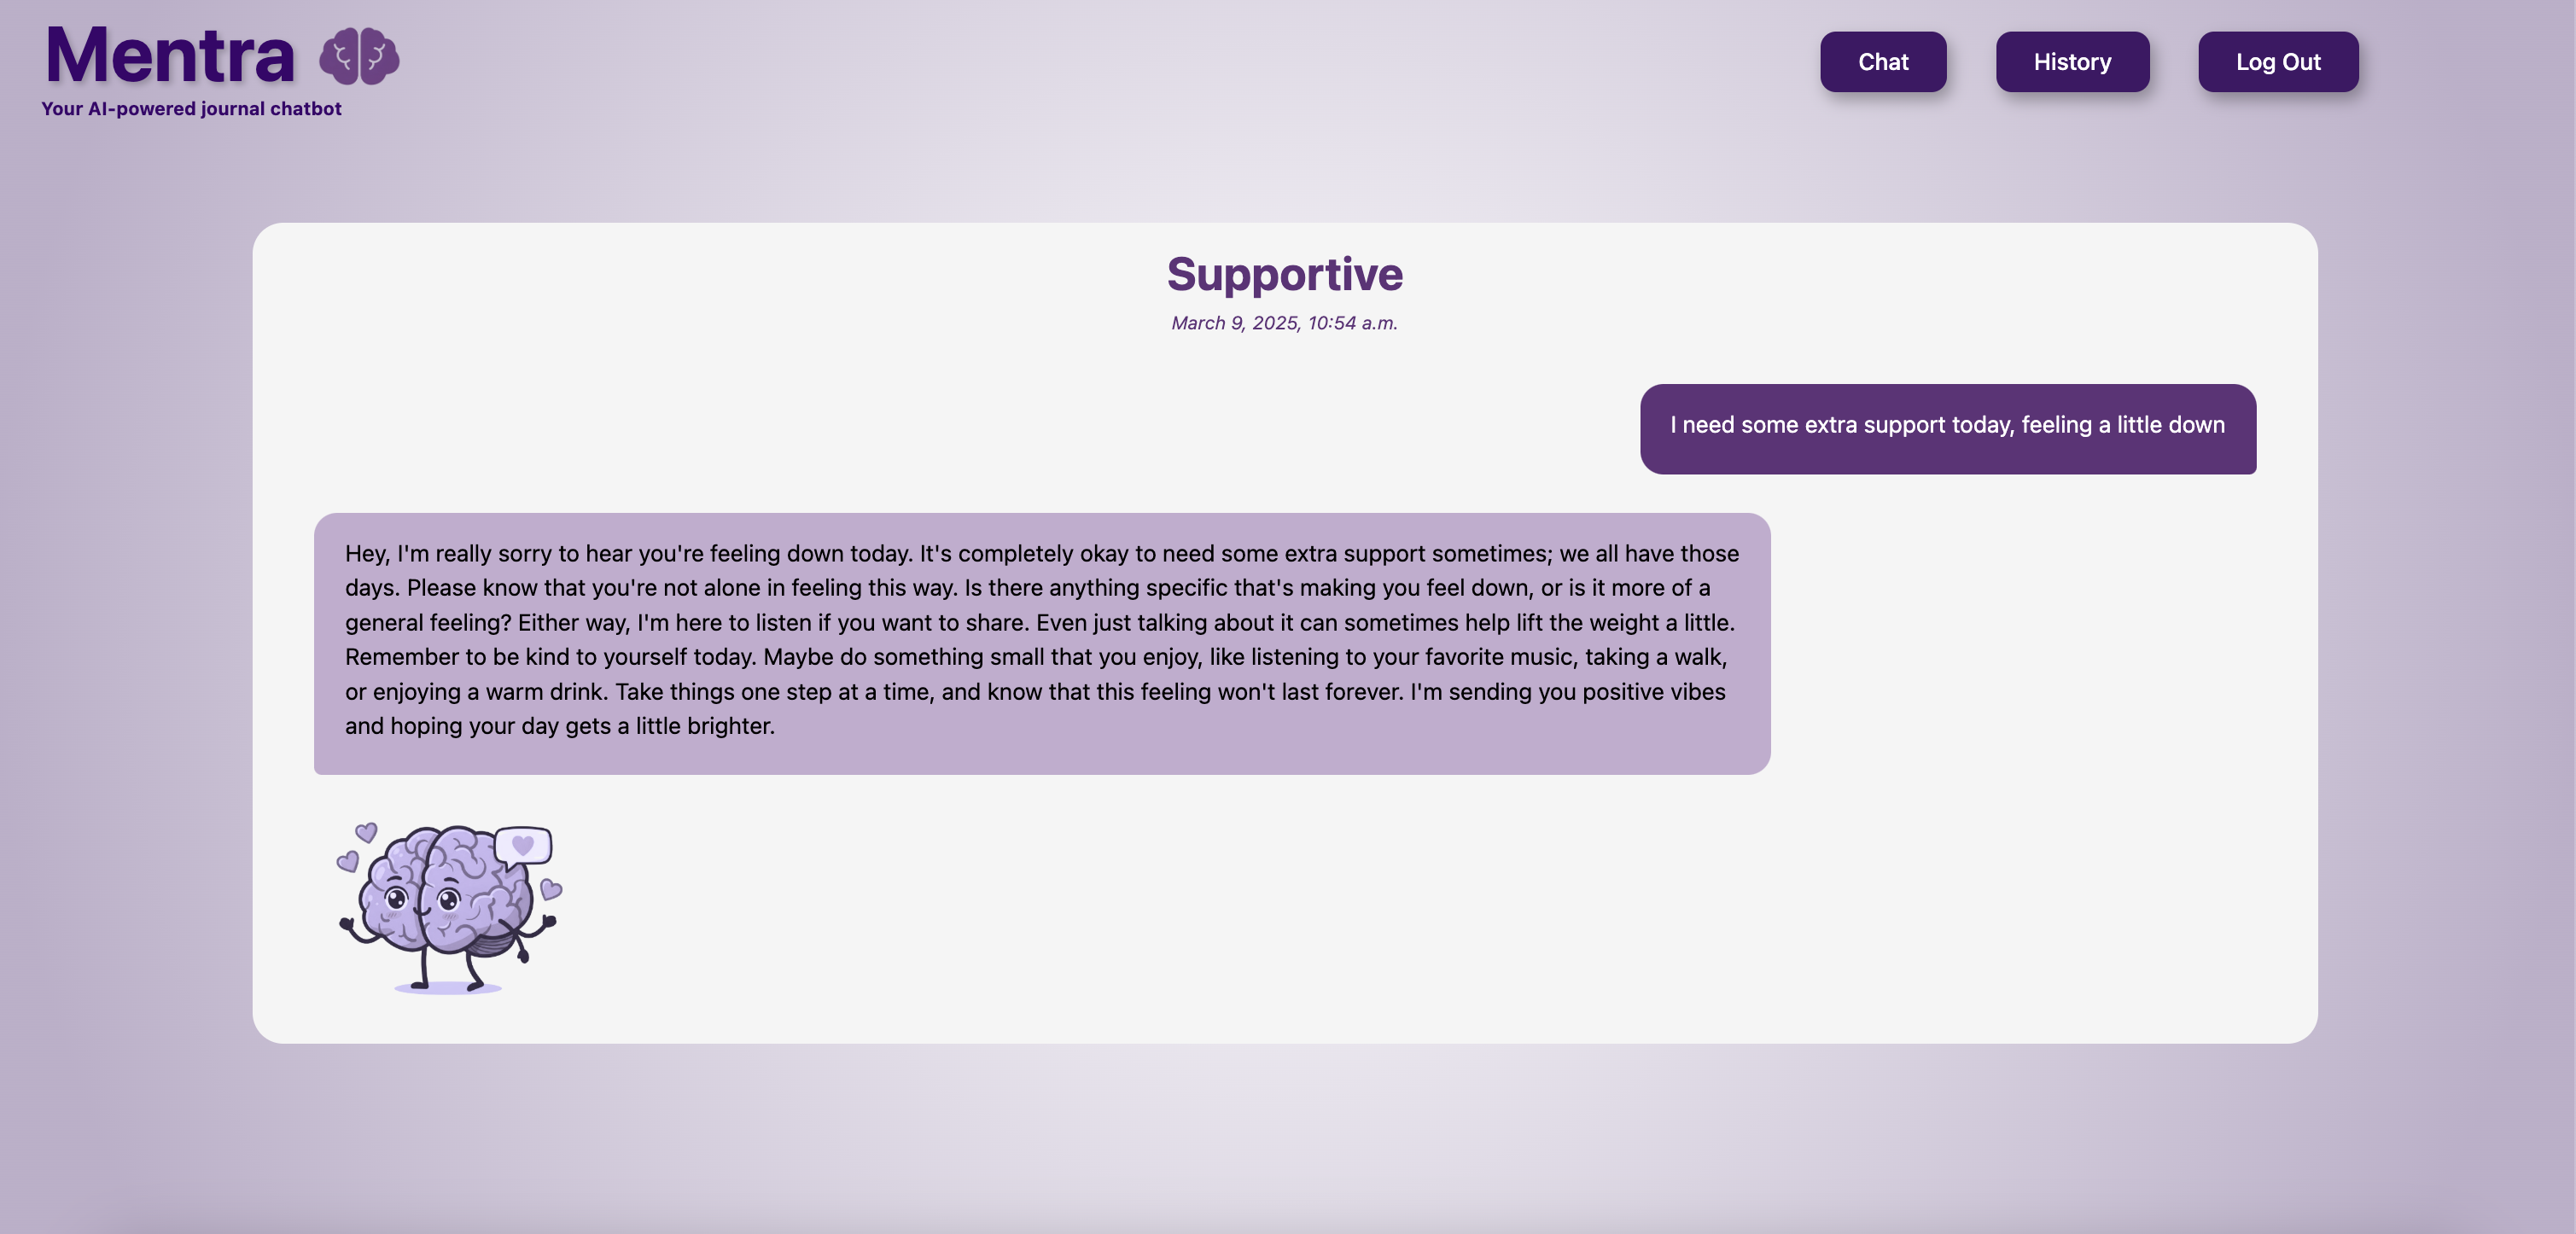 Mentra
Your AI-powered journal chatbot
Chat
History
Log Out
Supportive
March 9, 2025, 10:54 a.m.
I need some extra support today, feeling a little down
Hey, I'm really sorry to hear you're feeling down today. It's completely okay to need some extra support sometimes; we all have those
days. Please know that you're not alone in feeling this way. Is there anything specific that's making you feel down, or is it more of a
general feeling? Either way, I'm here to listen if you want to share. Even just talking about it can sometimes help lift the weight a little.
Remember to be kind to yourself today. Maybe do something small that you enjoy, like listening to your favorite music, taking a walk,
or enjoying a warm drink. Take things one step at a time, and know that this feeling won't last forever. I'm sending you positive vibes
and hoping your day gets a little brighter.